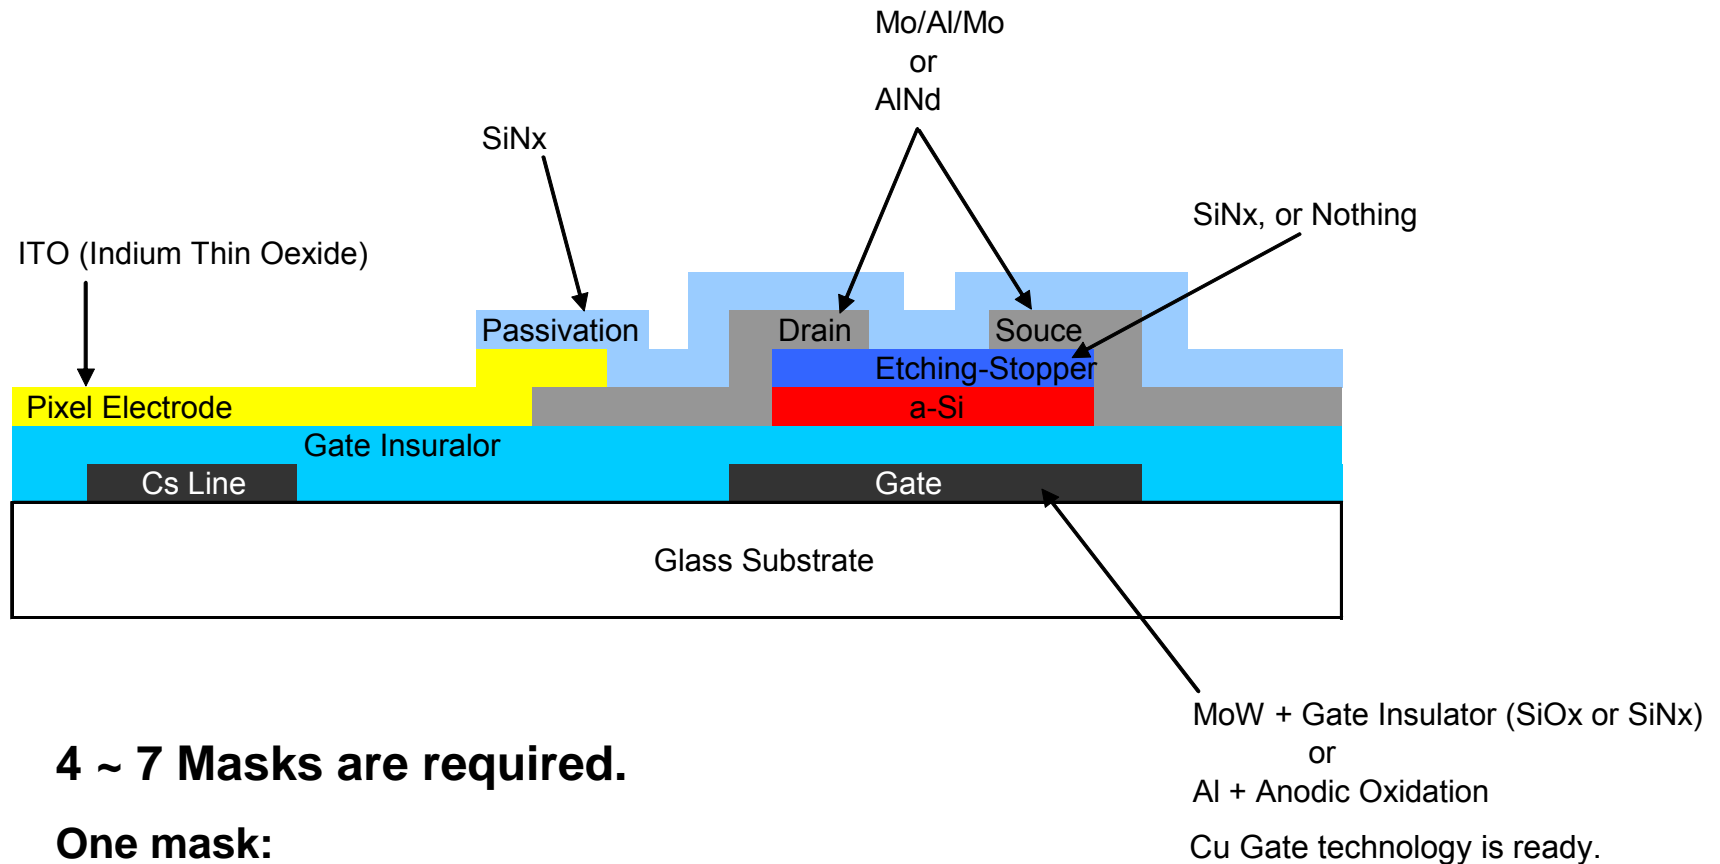 Mo/Al/Mo
or
AlNd
SiNx
SiNx, or Nothing
ITO (Indium Thin Oexide)
Passivation
Drain
Souce
Etching-Stopper
Pixel Electrode
a-Si
Gate Insuralor
Cs Line
Gate
Glass Substrate
MoW + Gate Insulator (SiOx or SiNx)
or
Al + Anodic Oxidation
Cu Gate technology is ready.
4 ~ 7 Masks are required.
One mask: